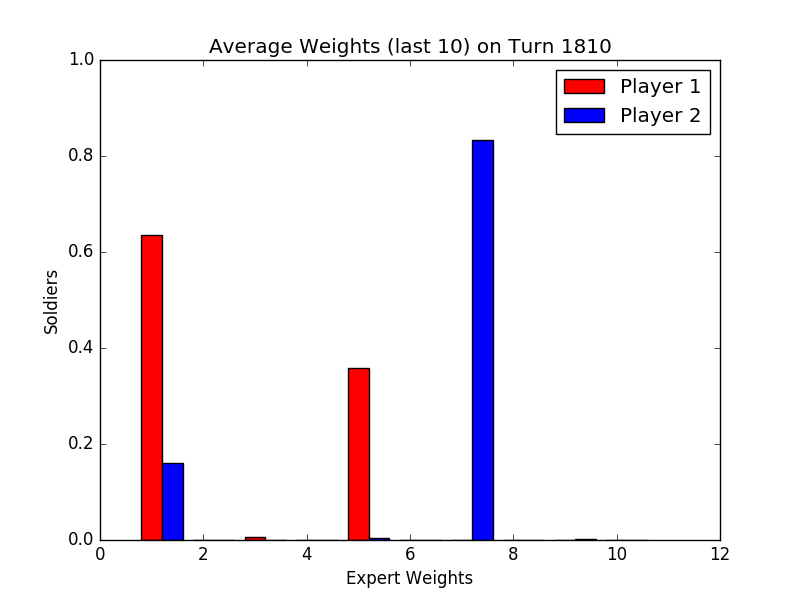 Average Weights (last 10) on Turn 1810
1.0
0.8
0.6
0.4
0.2
0.0
Soldiers
Player 1
Player 2
0 2 4 6 8 10 12
Expert Weights